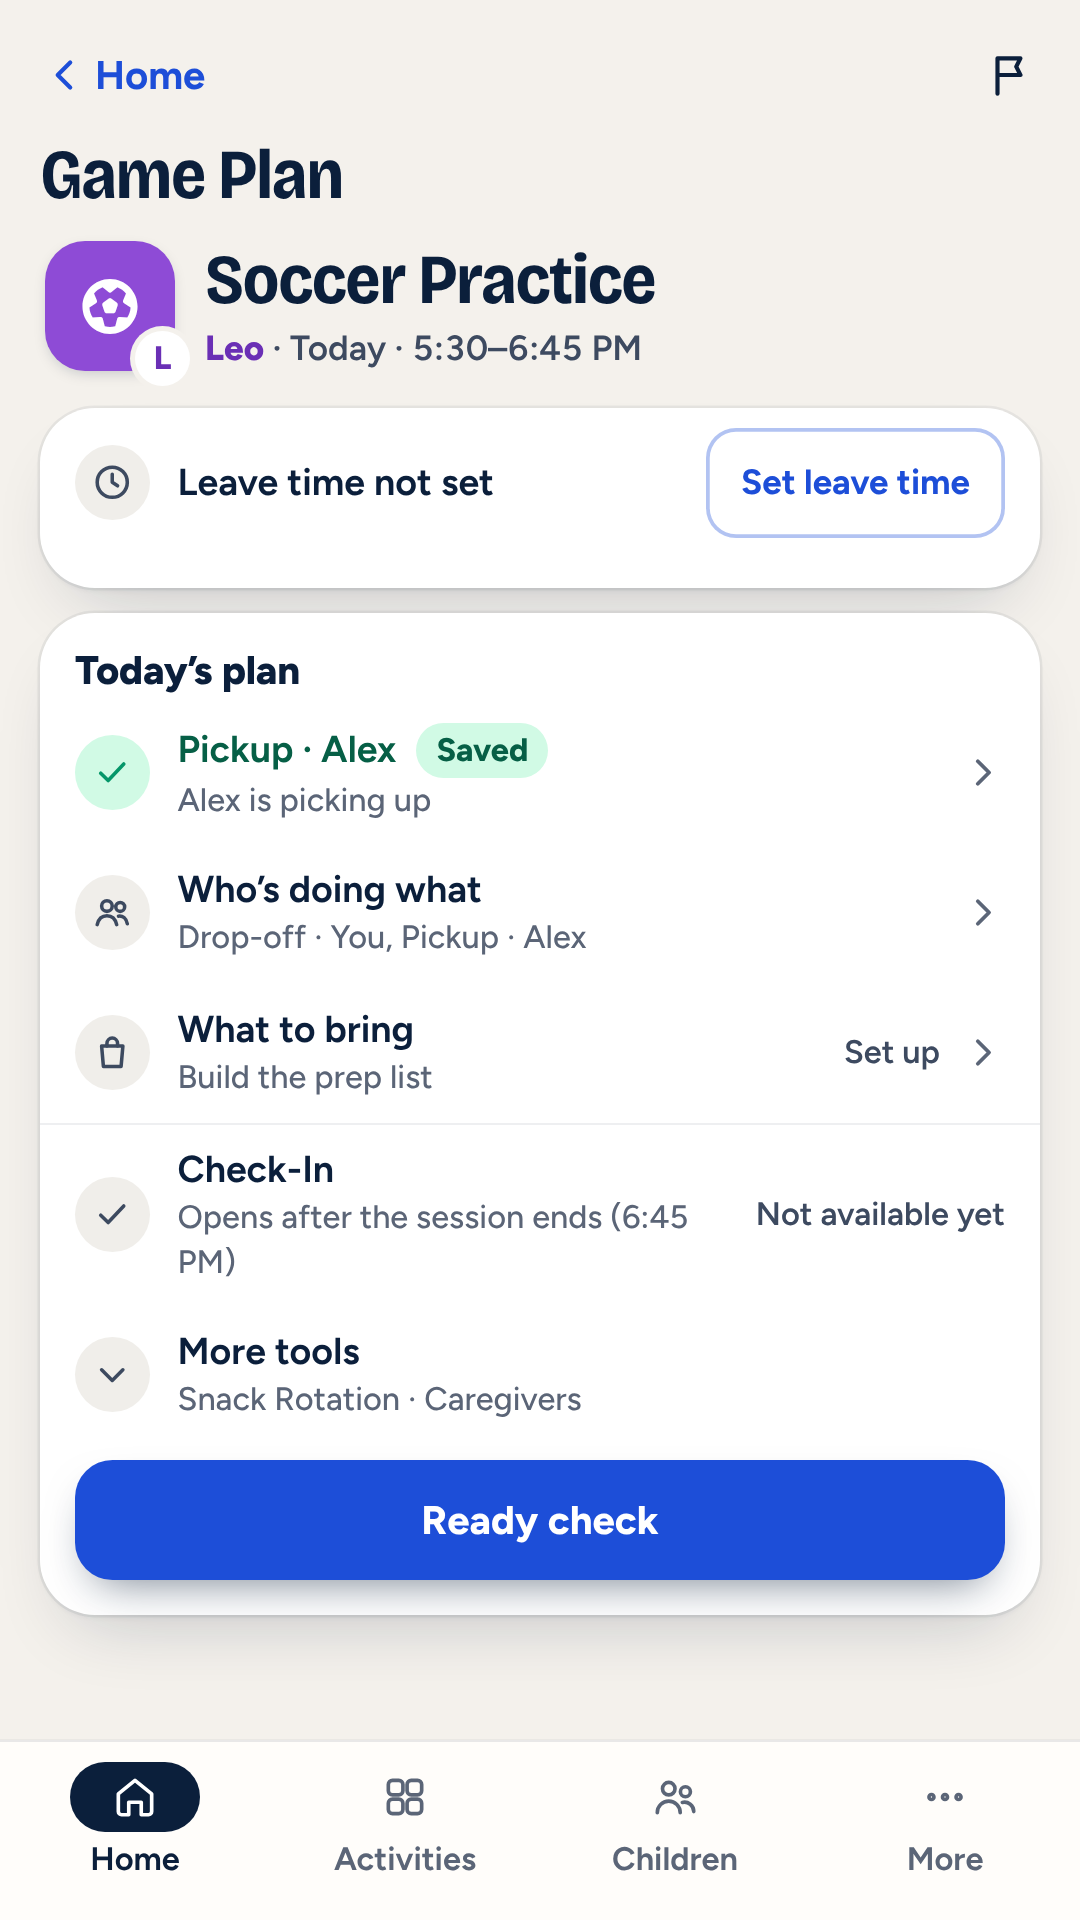 Home
Game Plan
Soccer Practice
L
Leo · Today · 5:30–6:45 PM
Leave time not set
Set leave time
Today’s plan
Pickup · Alex
Saved
Alex is picking up
Who’s doing what
Drop-off · You, Pickup · Alex
What to bring
Build the prep list
Set up
Check-In
Opens after the session ends (6:45
PM)
Not available yet
More tools
Snack Rotation · Caregivers
Ready check
Home
Activities
Children
More